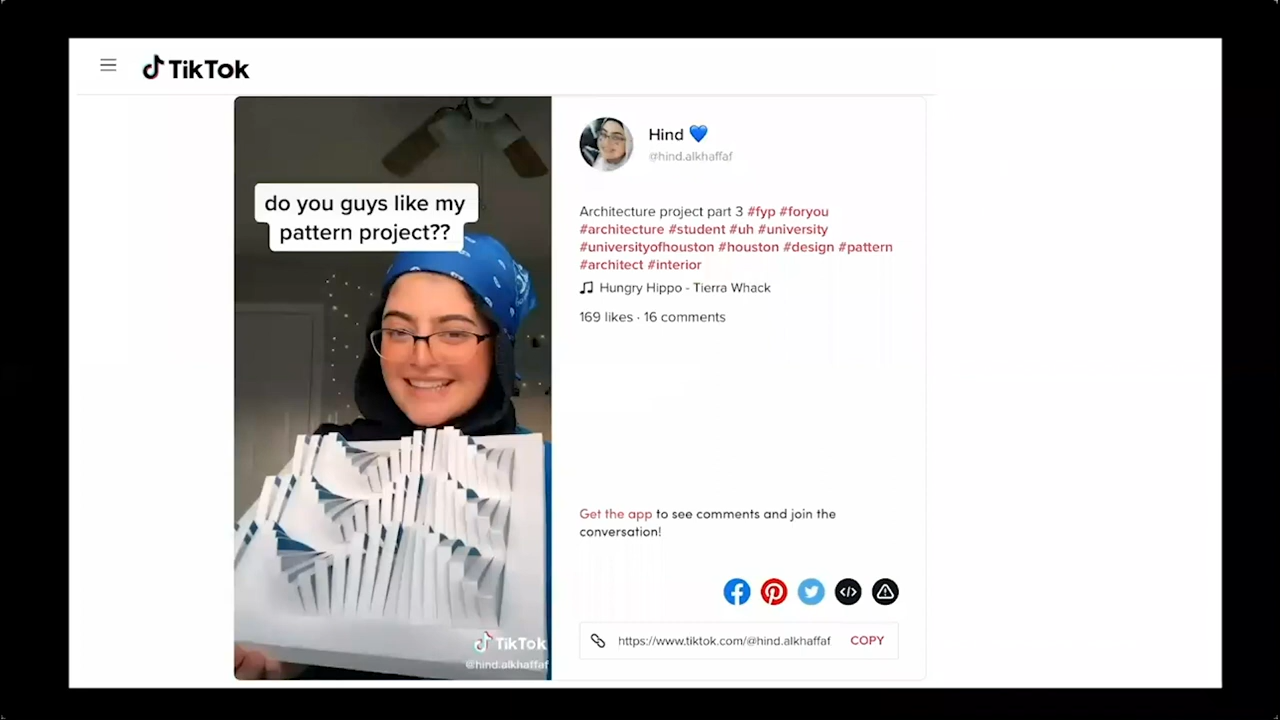 TikTok
do you guys like my
pattern project??
TikTok
@hind.alkhaffaf
Hind 💙
@hind.alkhaffaf
Architecture project part 3 #fyp #foryou
#architecture #student #uh #university
#universityofhouston #houston #design #pattern
#architect #interior
Hungry Hippo - Tierra Whack
169 likes · 16 comments
Get the app to see comments and join the
conversation!
https://www.tiktok.com/@hind.alkhaffaf COPY